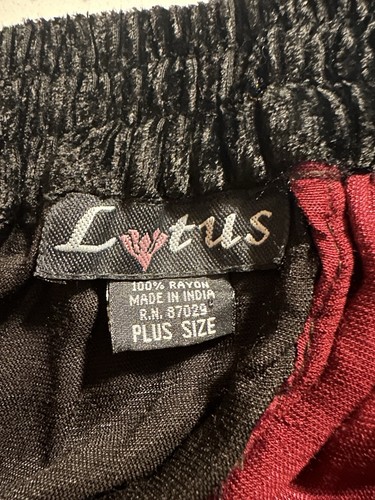 Lotus
100% RAYON
MADE IN INDIA
R.N. 87029
PLUS SIZE